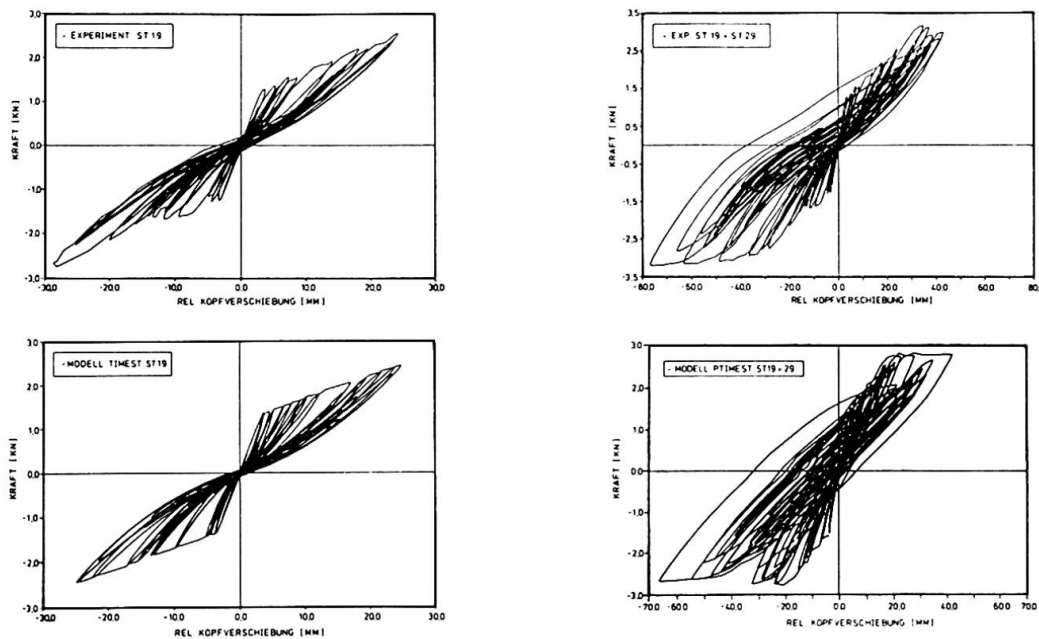 - EXPERIMENT ST 19
KRAFT [KN]
3.0
2.0
1.0
0.0
-1.0
-2.0
-3.0
-30.0 -20.0 -10.0 0.0 10.0 20.0 30.0
REL KOPFVERSCHIEBUNG [MM]
- EXP ST 19 + ST 29
KRAFT [KN]
3.5
2.5
1.5
0.5
-0.5
-1.5
-2.5
-3.5
-80.0 -60.0 -40.0 -20.0 0.0 20.0 40.0 60.0 80.
REL KOPFVERSCHIEBUNG [MM]
- MODELL TIMEST ST19
KRAFT [KN]
3.0
2.0
1.0
0.0
-1.0
-2.0
-3.0
-30.0 -20.0 -10.0 0.0 10.0 20.0 30.0
REL KOPFVERSCHIEBUNG [MM]
- MODELL PTIMEST ST19 + 29
KRAFT [KN]
3.0
2.0
1.0
0.0
-1.0
-2.0
-3.0
-70.0 -60.0 -40.0 -20.0 0.0 20.0 40.0 60.0 70.0
REL KOPFVERSCHIEBUNG [MM]